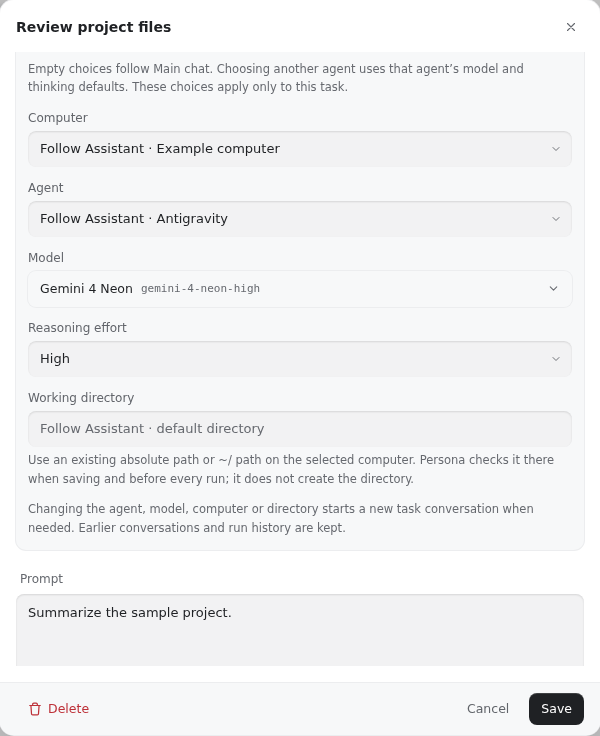 Review project files
Empty choices follow Main chat. Choosing another agent uses that agent’s model and
thinking defaults. These choices apply only to this task.
Computer
Follow Assistant · Example computer
Agent
Follow Assistant · Antigravity
Model
Gemini 4 Neon gemini-4-neon-high
Reasoning effort
High
Working directory
Follow Assistant · default directory
Use an existing absolute path or ~/ path on the selected computer. Persona checks it there
when saving and before every run; it does not create the directory.
Changing the agent, model, computer or directory starts a new task conversation when
needed. Earlier conversations and run history are kept.
Prompt
Summarize the sample project.
Delete
Cancel
Save